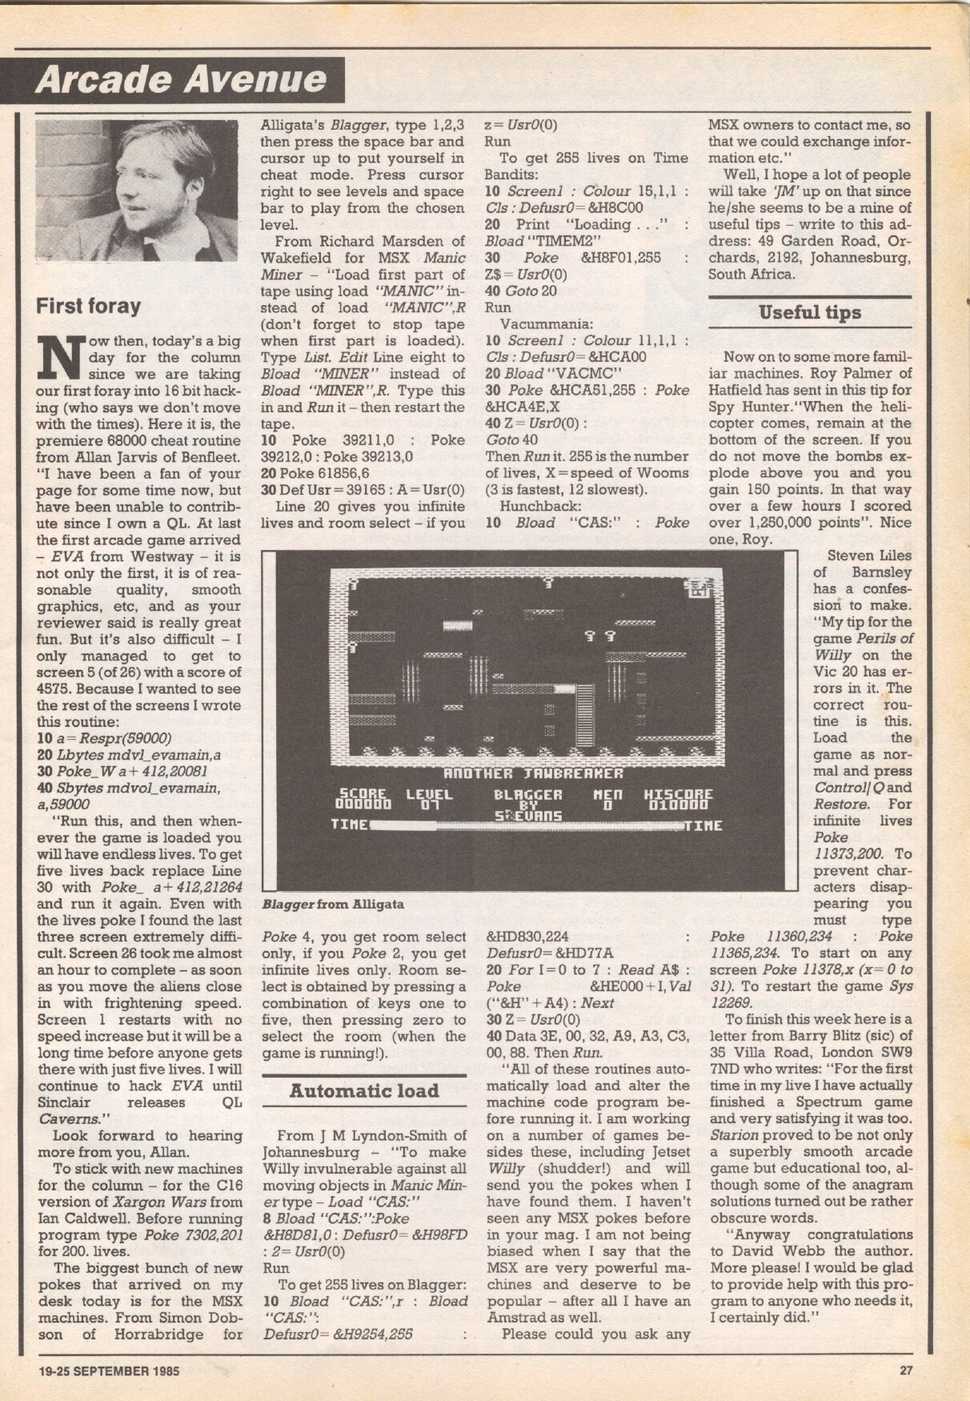 Arcade Avenue
First foray
Now then, today's a big
day for the column
since we are taking
our first foray into 16 bit hack-
ing (who says we don't move
with the times). Here it is, the
premiere 68000 cheat routine
from Allan Jarvis of Benfleet.
"I have been a fan of your
page for some time now, but
have been unable to contrib-
ute since I own a QL. At last
the first arcade game arrived
– EVA from Westway – it is
not only the first, it is of rea-
sonable quality, smooth
graphics, etc, and as your
reviewer said is really great
fun. But it's also difficult – I
only managed to get to
screen 5 (of 26) with a score of
4575. Because I wanted to see
the rest of the screens I wrote
this routine:
10 a=Respr(59000)
20 Lbytes mdvl_evamain,a
30 Poke_W a+412,20081
40 Sbytes mdvol_evamain,
a,59000
"Run this, and then when-
ever the game is loaded you
will have endless lives. To get
five lives back replace Line
30 with Poke_ a+412,21264
and run it again. Even with
the lives poke I found the last
three screen extremely diffi-
cult. Screen 26 took me almost
an hour to complete – as soon
as you move the aliens close
in with frightening speed.
Screen 1 restarts with no
speed increase but it will be a
long time before anyone gets
there with just five lives. I will
continue to hack EVA until
Sinclair releases QL
Caverns."
Look forward to hearing
more from you, Allan.
To stick with new machines
for the column – for the C16
version of Xargon Wars from
Ian Caldwell. Before running
program type Poke 7302,201
for 200. lives.
The biggest bunch of new
pokes that arrived on my
desk today is for the MSX
machines. From Simon Dob-
son of Horrabridge for
Alligata's Blagger, type 1,2,3
then press the space bar and
cursor up to put yourself in
cheat mode. Press cursor
right to see levels and space
bar to play from the chosen
level.
From Richard Marsden of
Wakefield for MSX Manic
Miner – "Load first part of
tape using load "MANIC" in-
stead of load "MANIC",R
(don't forget to stop tape
when first part is loaded).
Type List. Edit Line eight to
Bload "MINER" instead of
Bload "MINER",R. Type this
in and Run it – then restart the
tape.
10 Poke 39211,0 : Poke
39212,0 : Poke 39213,0
20 Poke 61856,6
30 Def Usr=39165 : A=Usr(0)
Line 20 gives you infinite
lives and room select – if you
Blagger from Alligata
Poke 4, you get room select
only, if you Poke 2, you get
infinite lives only. Room se-
lect is obtained by pressing a
combination of keys one to
five, then pressing zero to
select the room (when the
game is running!).
Automatic load
From J M Lyndon-Smith of
Johannesburg – "To make
Willy invulnerable against all
moving objects in Manic Min-
er type – Load "CAS:"
8 Bload "CAS:":Poke
&H8D81,0 : Defusr0= &H98FD
: 2= Usr0(0)
Run
To get 255 lives on Blagger:
10 Bload "CAS:",r : Bload
"CAS:":
Defusr0= &H9254,255 :
z= Usr0(0)
Run
To get 255 lives on Time
Bandits:
10 Screen1 : Colour 15,1,1 :
Cls : Defusr0= &H8C00
20 Print "Loading . . ." :
Bload "TIMEM2"
30 Poke &H8F01,255 :
Z$= Usr0(0)
40 Goto 20
Run
Vacummania:
10 Screen1 : Colour 11,1,1 :
Cls : Defusr0= &HCA00
20 Bload "VACMC"
30 Poke &HCA51,255 : Poke
&HCA4E,X
40 Z= Usr0(0) :
Goto 40
Then Run it. 255 is the number
of lives, X=speed of Wooms
(3 is fastest, 12 slowest).
Hunchback:
10 Bload "CAS:" : Poke
ANOTHER JAWBREAKER
SCORE LEVEL BLAGGER MEN HISCORE
000000 07 BY 0 010000
S.EVANS
TIME TIME
&HD830,224 :
Defusr0= &HD77A
20 For I=0 to 7 : Read A$ :
Poke &HE000+I,Val
("&H"+A4) : Next
30 Z= Usr0(0)
40 Data 3E, 00, 32, A9, A3, C3,
00, 88. Then Run.
"All of these routines auto-
matically load and alter the
machine code program be-
fore running it. I am working
on a number of games be-
sides these, including Jetset
Willy (shudder!) and will
send you the pokes when I
have found them. I haven't
seen any MSX pokes before
in your mag. I am not being
biased when I say that the
MSX are very powerful ma-
chines and deserve to be
popular – after all I have an
Amstrad as well.
Please could you ask any
MSX owners to contact me, so
that we could exchange infor-
mation etc."
Well, I hope a lot of people
will take 'JM' up on that since
he/she seems to be a mine of
useful tips – write to this ad-
dress: 49 Garden Road, Or-
chards, 2192, Johannesburg,
South Africa.
Useful tips
Now on to some more famil-
iar machines. Roy Palmer of
Hatfield has sent in this tip for
Spy Hunter."When the heli-
copter comes, remain at the
bottom of the screen. If you
do not move the bombs ex-
plode above you and you
gain 150 points. In that way
over a few hours I scored
over 1,250,000 points". Nice
one, Roy.
Steven Liles
of Barnsley
has a confes-
sion to make.
"My tip for the
game Perils of
Willy on the
Vic 20 has er-
rors in it. The
correct rou-
tine is this.
Load the
game as nor-
mal and press
Control/Q and
Restore. For
infinite lives
Poke
11373,200. To
prevent char-
acters disap-
pearing you
must type
Poke 11360,234 : Poke
11365,234. To start on any
screen Poke 11378,x (x= 0 to
31). To restart the game Sys
12269.
To finish this week here is a
letter from Barry Blitz (sic) of
35 Villa Road, London SW9
7ND who writes: "For the first
time in my live I have actually
finished a Spectrum game
and very satisfying it was too.
Starion proved to be not only
a superbly smooth arcade
game but educational too, al-
though some of the anagram
solutions turned out be rather
obscure words.
"Anyway congratulations
to David Webb the author.
More please! I would be glad
to provide help with this pro-
gram to anyone who needs it,
I certainly did."
19-25 SEPTEMBER 1985
27